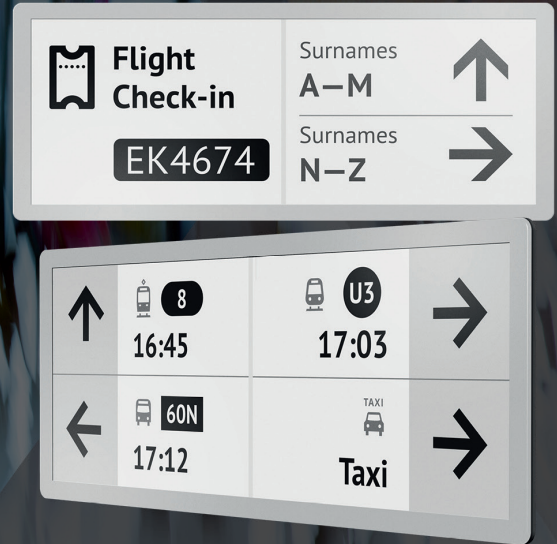 Flight
Check-in
EK4674
Surnames
A—M
Surnames
N—Z
8
16:45
U3
17:03
60N
17:12
TAXI
Taxi